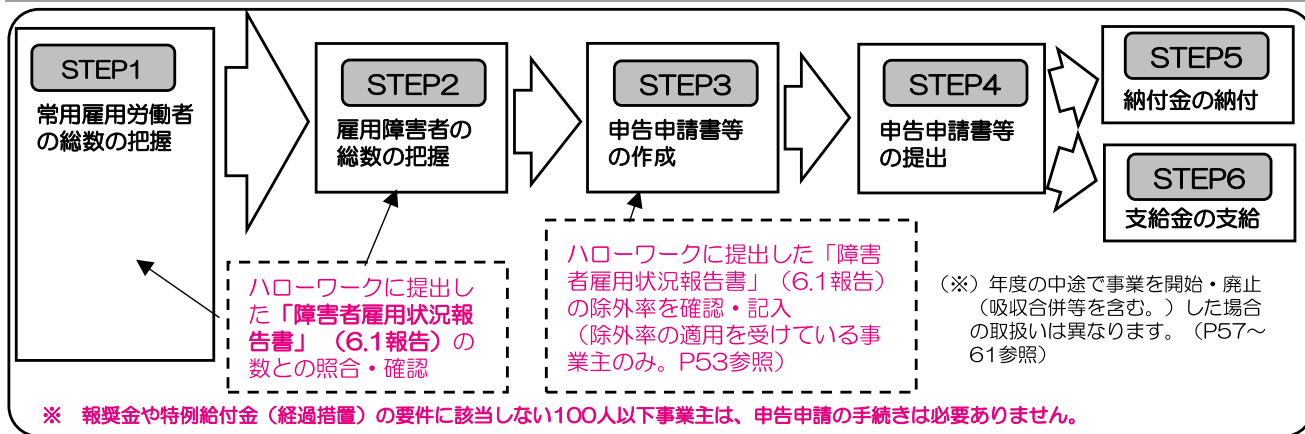 STEP1
常用雇用労働者
の総数の把握
STEP2
雇用障害者の
総数の把握
STEP3
申告申請書等
の作成
STEP4
申告申請書等
の提出
STEP5
納付金の納付
STEP6
支給金の支給
ハローワークに提出し
た「障害者雇用状況報
告書」（6.1報告）の
数との照合・確認
ハローワークに提出した「障害
者雇用状況報告書」（6.1報告）
の除外率を確認・記入
（除外率の適用を受けている事
業主のみ。P53参照）
（※）年度の中途で事業を開始・廃止
（吸収合併等を含む。）した場合
の取扱いは異なります。（P57～
61参照）
※ 報奨金や特例給付金（経過措置）の要件に該当しない100人以下事業主は、申告申請の手続きは必要ありません。